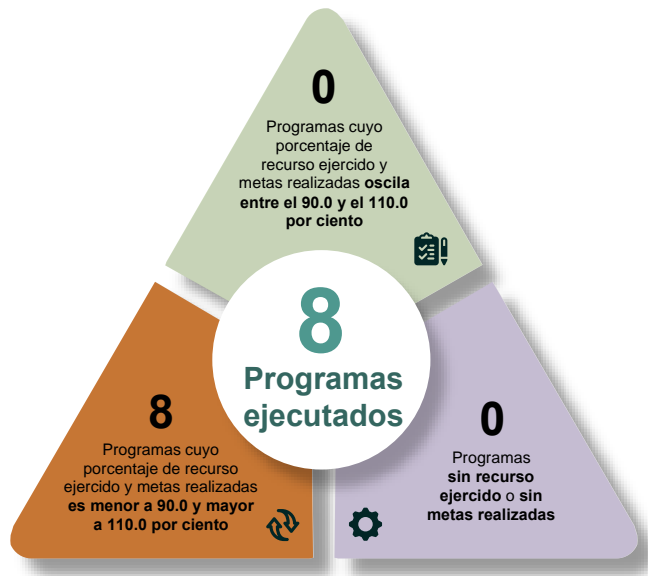 0
Programas cuyo
porcentaje de
recurso ejercido y
metas realizadas oscila
entre el 90.0 y el 110.0
por ciento
8
Programas
ejecutados
8
Programas cuyo
porcentaje de recurso
ejercido y metas realizadas
es menor a 90.0 y mayor
a 110.0 por ciento
0
Programas
sin recurso
ejercido o sin
metas realizadas